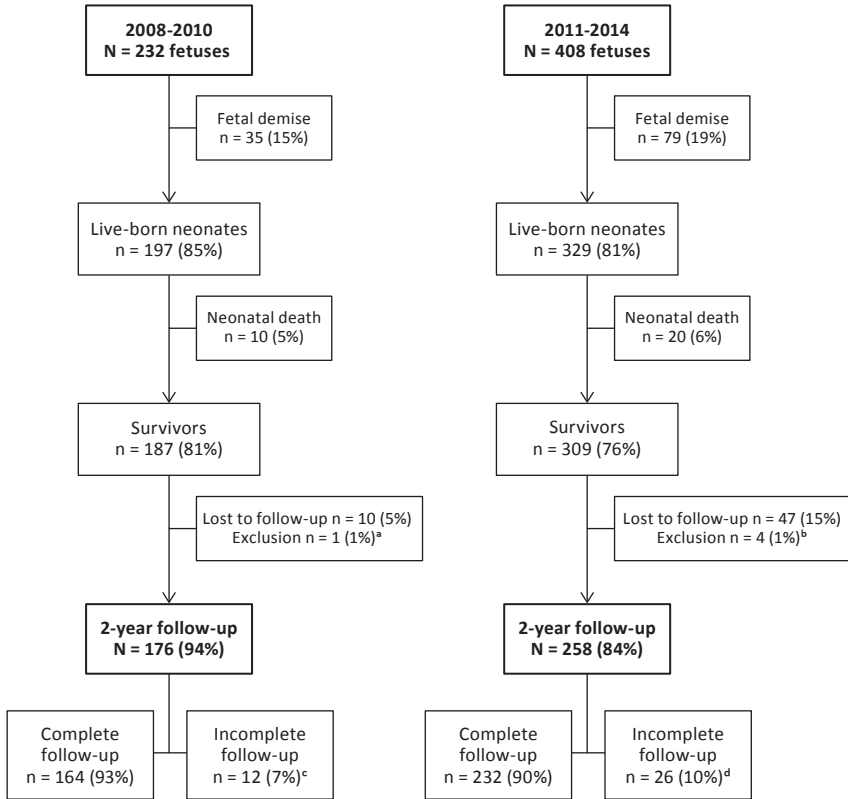 2008-2010
N = 232 fetuses
Fetal demise
n = 35 (15%)
Live-born neonates
n = 197 (85%)
Neonatal death
n = 10 (5%)
Survivors
n = 187 (81%)
Lost to follow-up n = 10 (5%)
Exclusion n = 1 (1%)ᵃ
2-year follow-up
N = 176 (94%)
Complete
follow-up
n = 164 (93%)
Incomplete
follow-up
n = 12 (7%)ᶜ
2011-2014
N = 408 fetuses
Fetal demise
n = 79 (19%)
Live-born neonates
n = 329 (81%)
Neonatal death
n = 20 (6%)
Survivors
n = 309 (76%)
Lost to follow-up n = 47 (15%)
Exclusion n = 4 (1%)ᵇ
2-year follow-up
N = 258 (84%)
Complete
follow-up
n = 232 (90%)
Incomplete
follow-up
n = 26 (10%)ᵈ